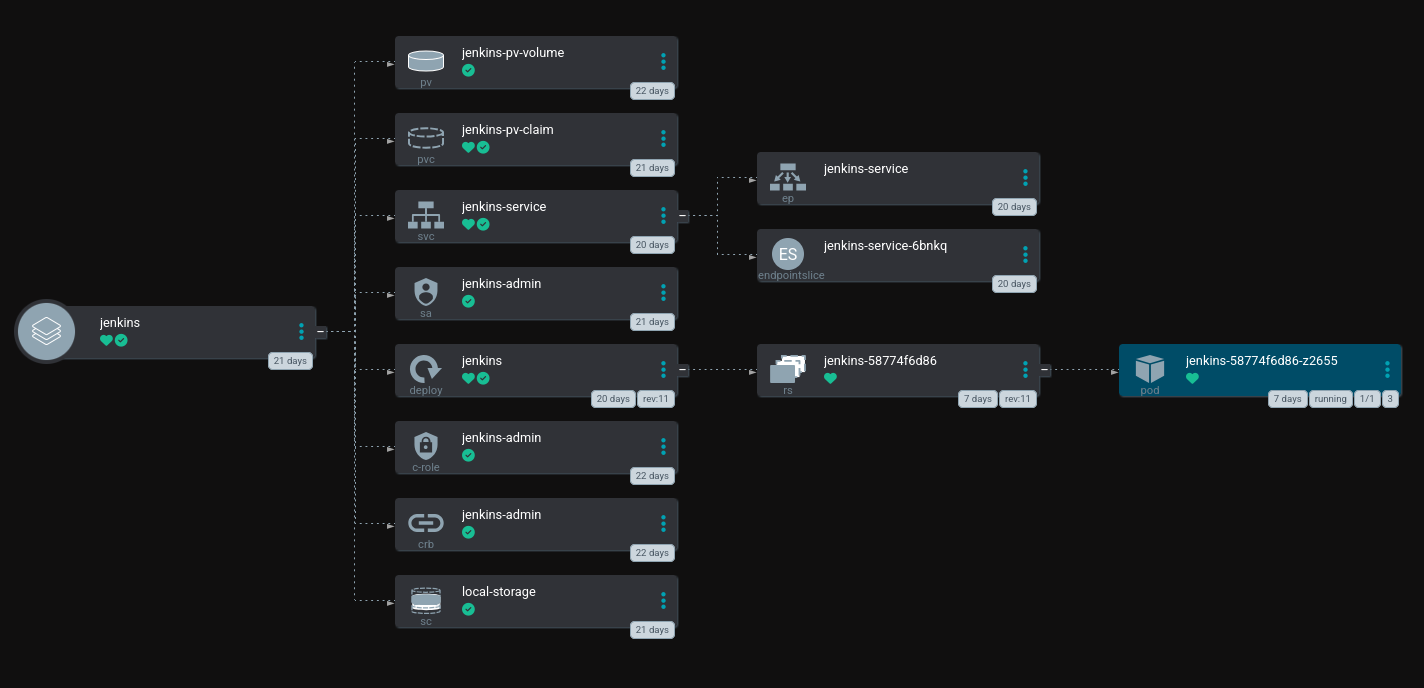 jenkins
21 days
jenkins-pv-volume
pv
22 days
jenkins-pv-claim
pvc
21 days
jenkins-service
svc
20 days
jenkins-admin
sa
21 days
jenkins
deploy
20 days rev:11
jenkins-admin
c-role
22 days
jenkins-admin
crb
22 days
local-storage
sc
21 days
jenkins-service
ep
20 days
ES
jenkins-service-6bnkq
endpointslice
20 days
jenkins-58774f6d86
rs
7 days rev:11
jenkins-58774f6d86-z2655
pod
7 days running 1/1 3